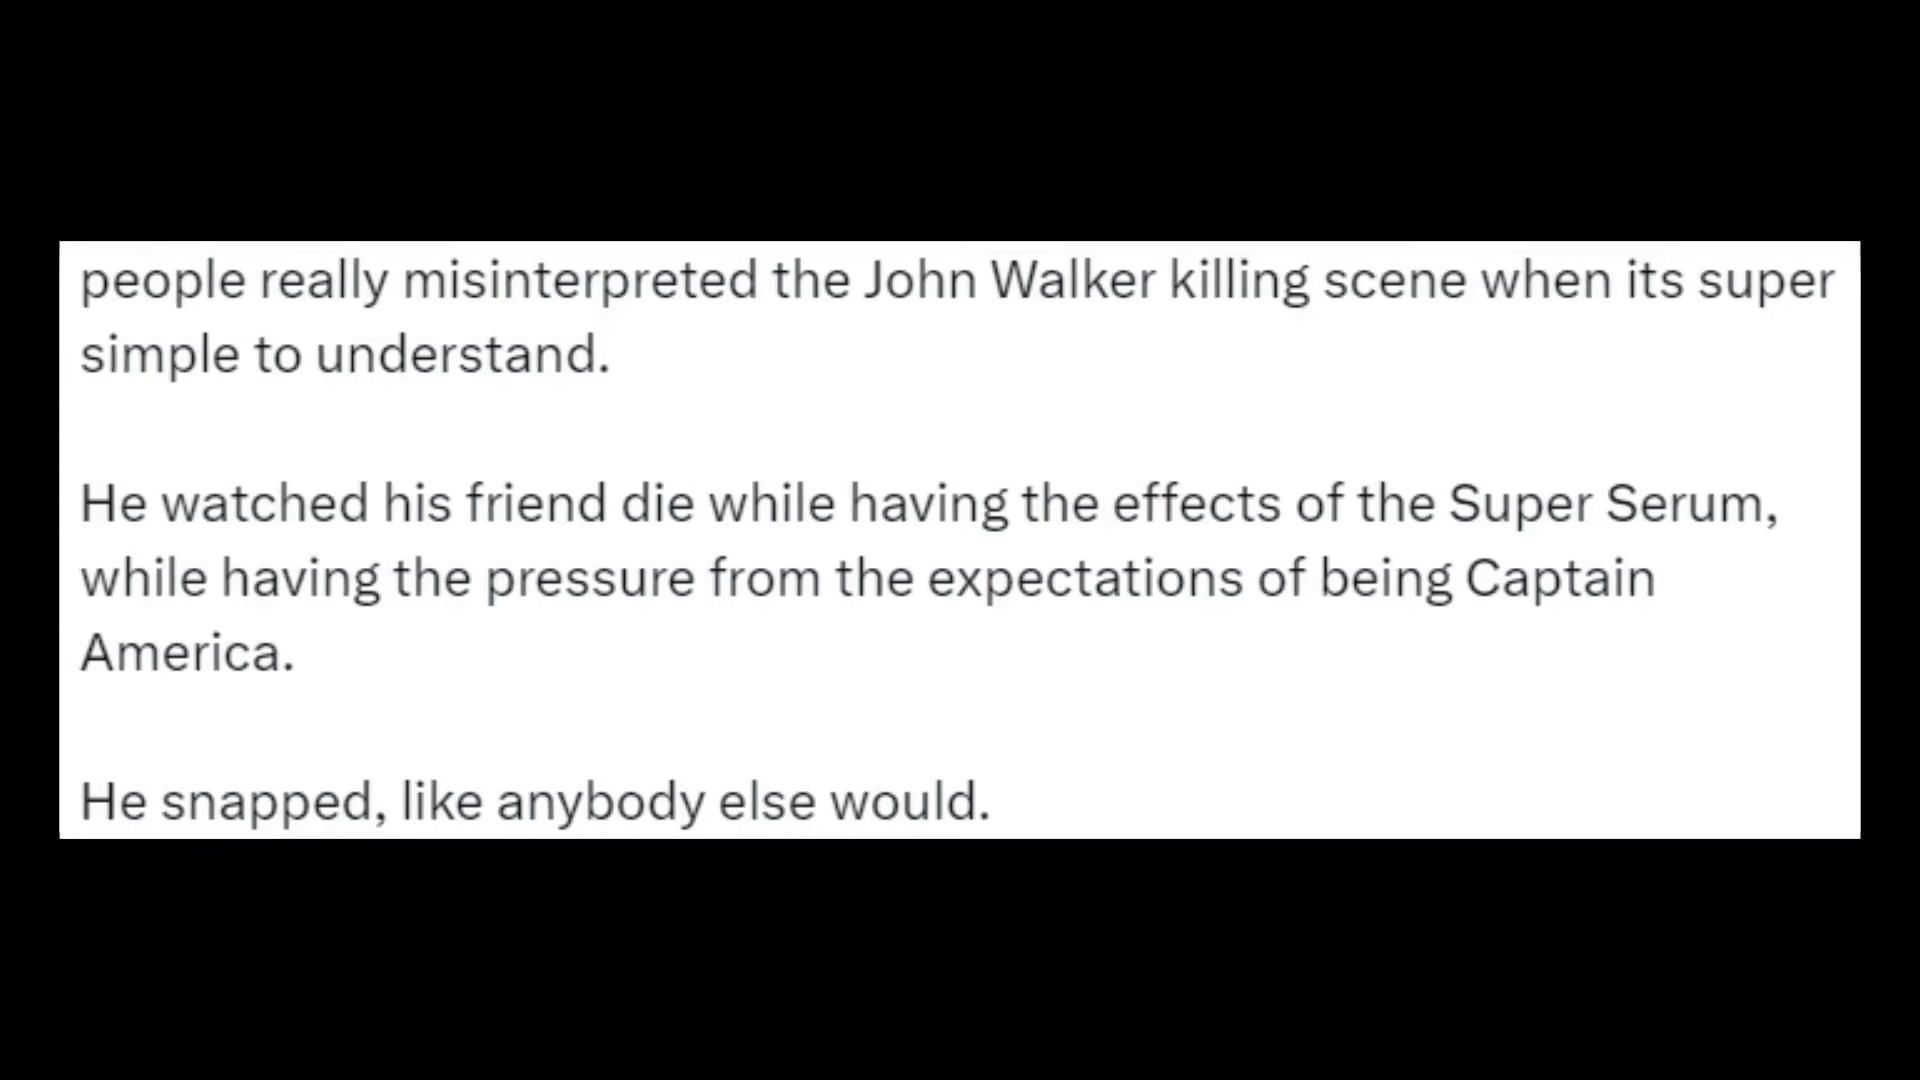 people really misinterpreted the John Walker killing scene when its super
simple to understand.
He watched his friend die while having the effects of the Super Serum,
while having the pressure from the expectations of being Captain
America.
He snapped, like anybody else would.